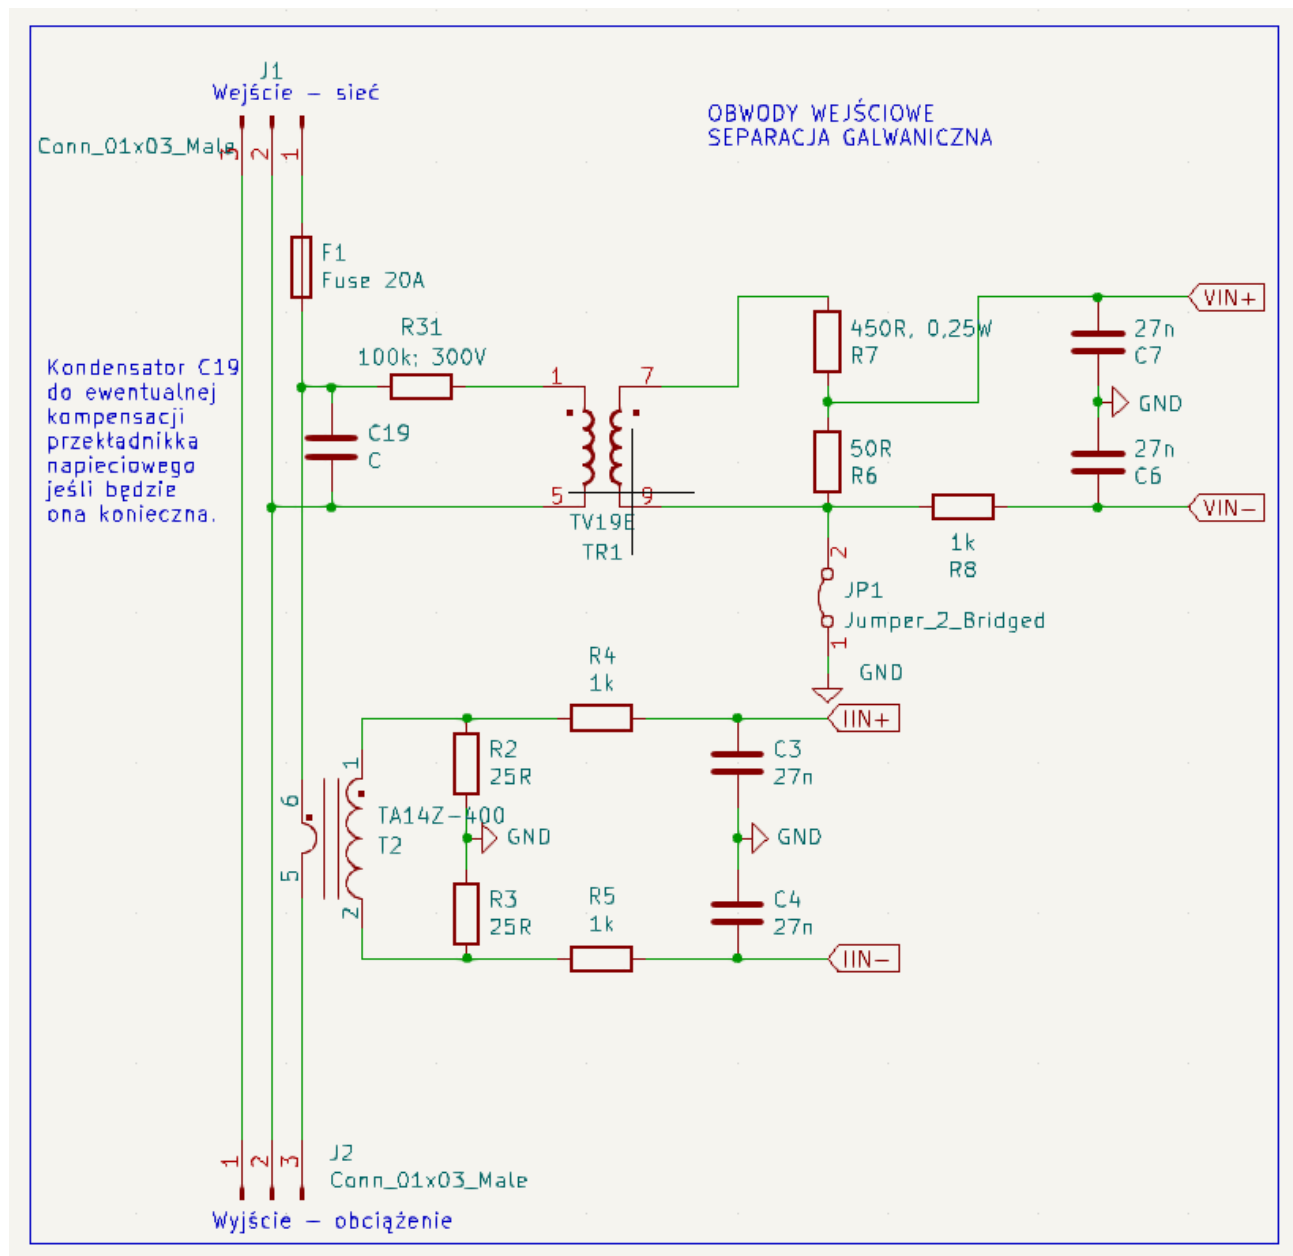 J1
Wejście – sieć
OBWODY WEJŚCIOWE
SEPARACJA GALWANICZNA
Conn_01x03_Male
3
2
1
F1
Fuse 20A
R31
100k; 300V
Kondensator C19
do ewentualnej
kompensacji
przekładnikka
napieciowego
jeśli będzie
ona konieczna.
C19
C
1
7
5
9
TV19E
TR1
450R, 0,25W
R7
50R
R6
VIN+
27n
C7
GND
27n
C6
VIN–
1k
R8
2
JP1
Jumper_2_Bridged
1
GND
R4
1k
IIN+
R2
25R
C3
27n
1
6
TA14Z–400
T2
GND
GND
5
2
R3
25R
R5
1k
C4
27n
IIN–
1
2
3
J2
Conn_01x03_Male
Wyjście – obciążenie